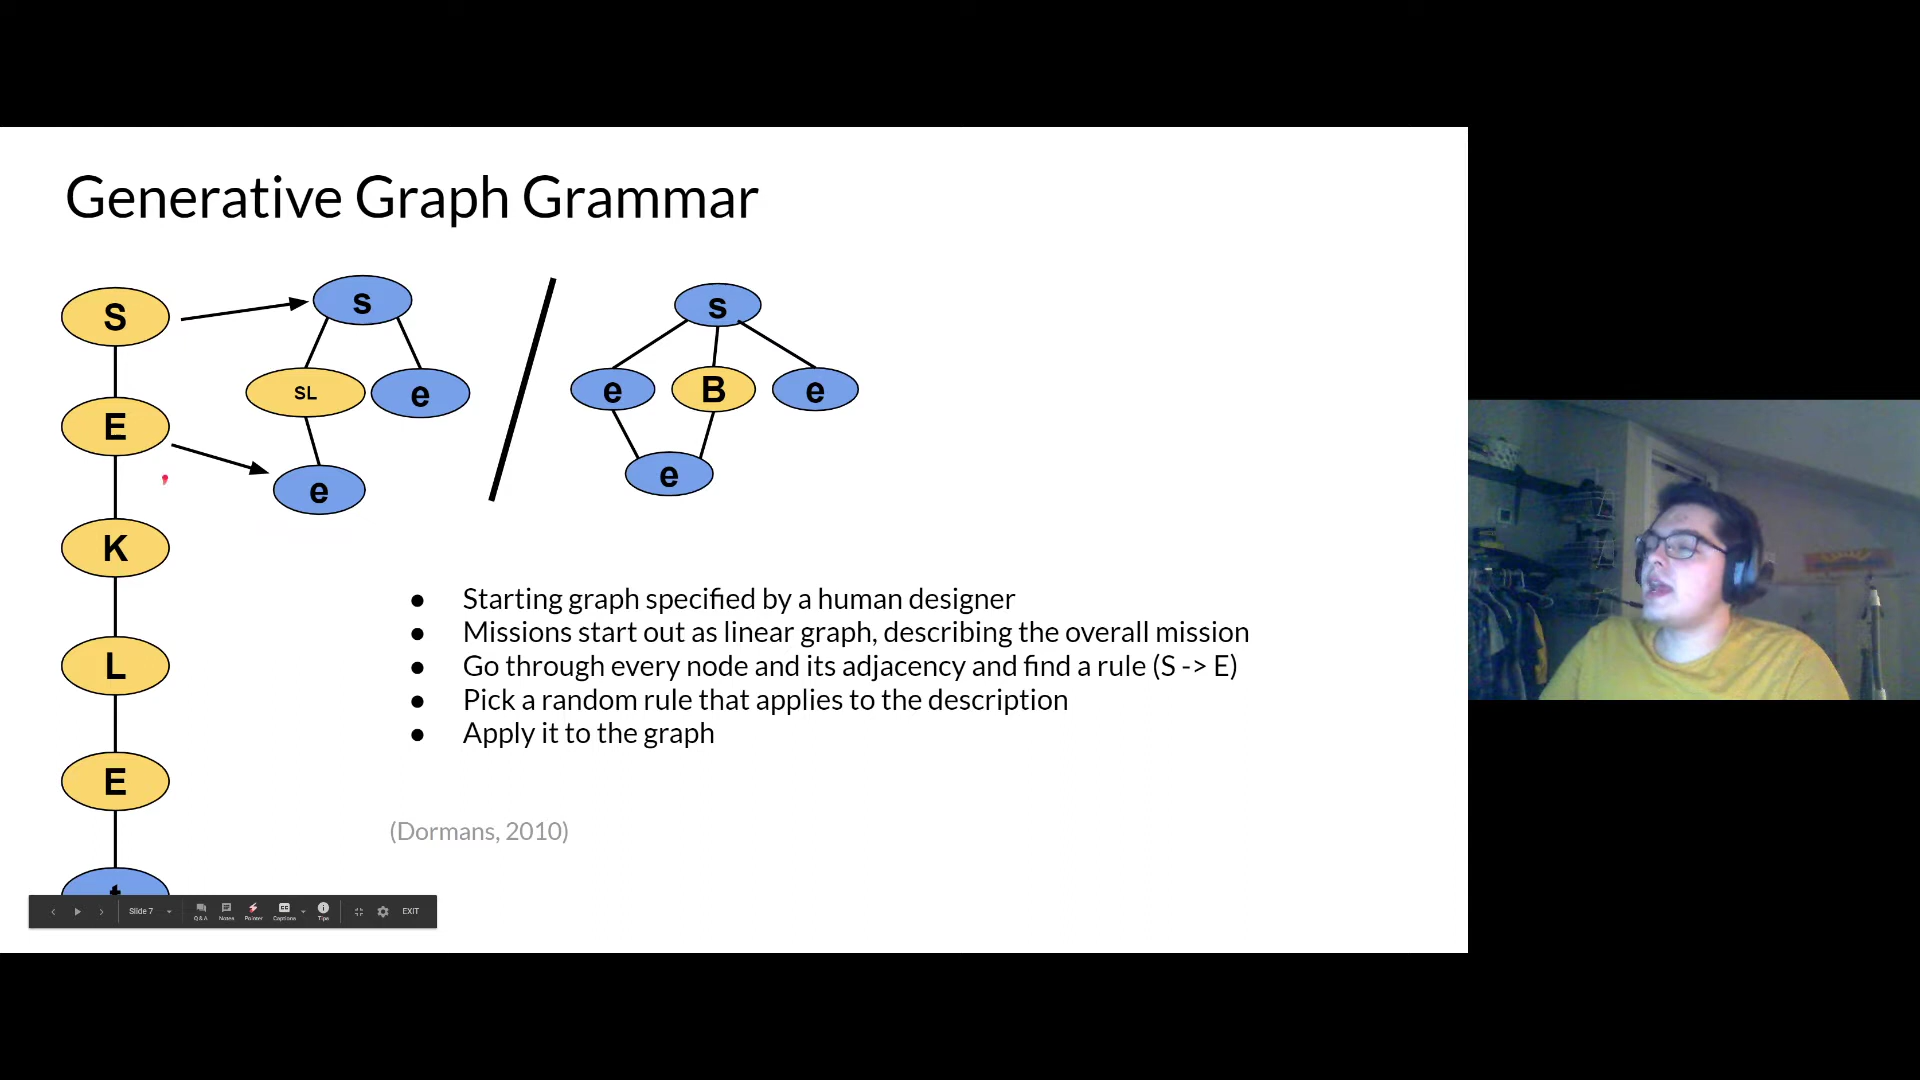 Generative Graph Grammar
S
E
K
L
E
t
s
SL
e
e
s
e
B
e
e
● Starting graph specified by a human designer
● Missions start out as linear graph, describing the overall mission
● Go through every node and its adjacency and find a rule (S -> E)
● Pick a random rule that applies to the description
● Apply it to the graph
(Dormans, 2010)
Slide 7
Q&A Notes Pointer Captions Tips EXIT